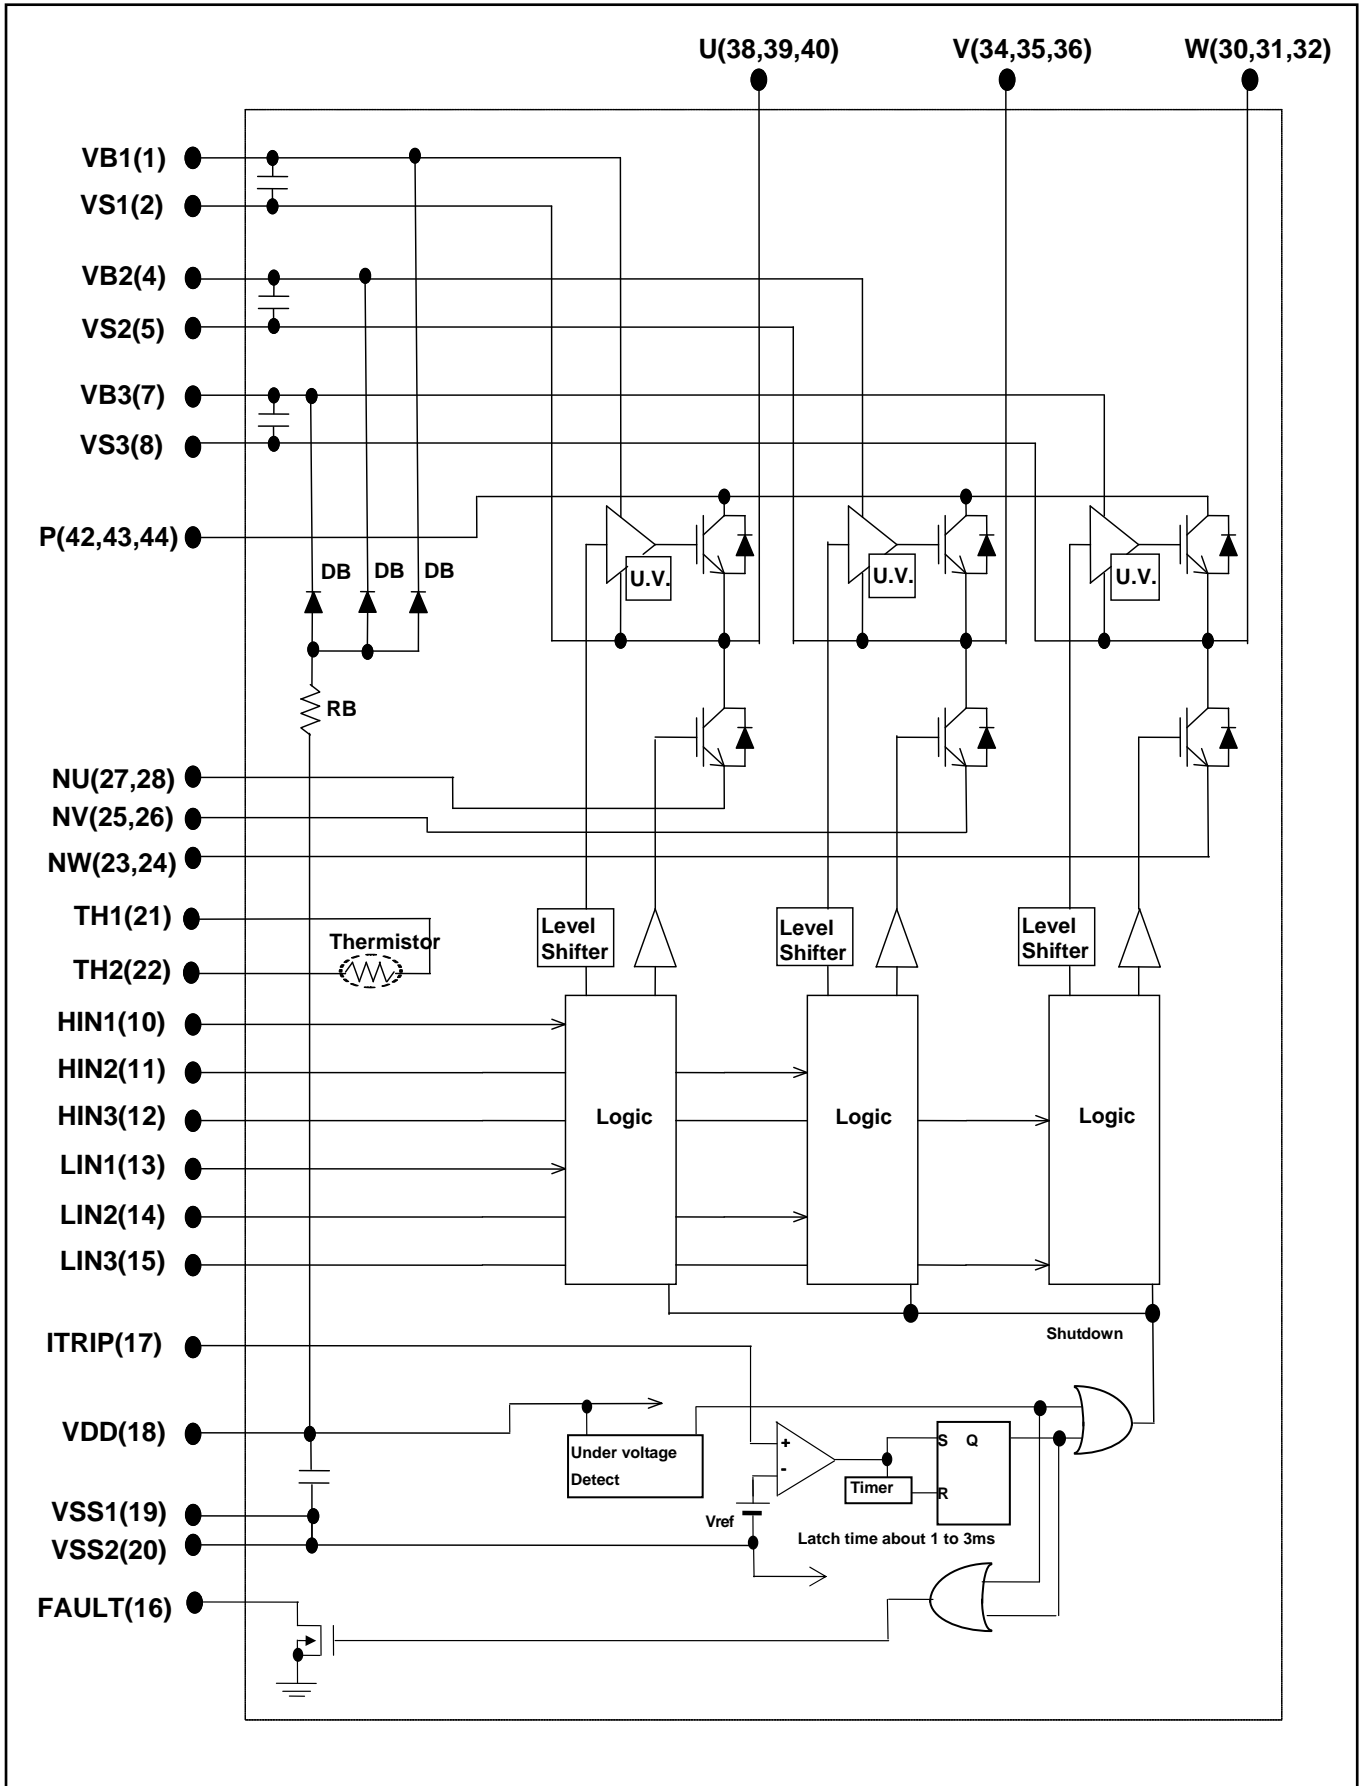 U(38,39,40)
V(34,35,36)
W(30,31,32)
VB1(1)
VS1(2)
VB2(4)
VS2(5)
VB3(7)
VS3(8)
P(42,43,44)
DB
DB
DB
U.V.
U.V.
U.V.
RB
NU(27,28)
NV(25,26)
NW(23,24)
TH1(21)
Thermistor
TH2(22)
Level
Shifter
Level
Shifter
Level
Shifter
HIN1(10)
HIN2(11)
HIN3(12)
Logic
Logic
Logic
LIN1(13)
LIN2(14)
LIN3(15)
Shutdown
ITRIP(17)
VDD(18)
Under voltage
Detect
+
-
S Q
R
Timer
Vref
Latch time about 1 to 3ms
VSS1(19)
VSS2(20)
FAULT(16)